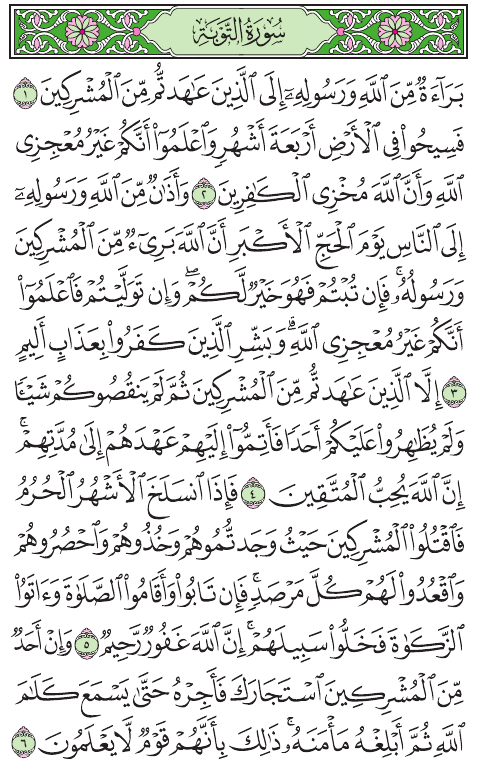 سُورَةُ التَّوْبَةِ
بَرَآءَةٌ مِّنَ ٱللَّهِ وَرَسُولِهِۦٓ إِلَى ٱلَّذِينَ عَٰهَدتُّم مِّنَ ٱلْمُشْرِكِينَ ١
فَسِيحُوا۟ فِى ٱلْأَرْضِ أَرْبَعَةَ أَشْهُرٍ وَٱعْلَمُوٓا۟ أَنَّكُمْ غَيْرُ مُعْجِزِى
ٱللَّهِ وَأَنَّ ٱللَّهَ مُخْزِى ٱلْكَٰفِرِينَ ٢ وَأَذَٰنٌ مِّنَ ٱللَّهِ وَرَسُولِهِۦٓ
إِلَى ٱلنَّاسِ يَوْمَ ٱلْحَجِّ ٱلْأَكْبَرِ أَنَّ ٱللَّهَ بَرِىٓءٌ مِّنَ ٱلْمُشْرِكِينَ
وَرَسُولُهُۥ ۚ فَإِن تُبْتُمْ فَهُوَ خَيْرٌ لَّكُمْ ۖ وَإِن تَوَلَّيْتُمْ فَٱعْلَمُوٓا۟
أَنَّكُمْ غَيْرُ مُعْجِزِى ٱللَّهِ ۗ وَبَشِّرِ ٱلَّذِينَ كَفَرُوا۟ بِعَذَابٍ أَلِيمٍ
٣ إِلَّا ٱلَّذِينَ عَٰهَدتُّم مِّنَ ٱلْمُشْرِكِينَ ثُمَّ لَمْ يَنقُصُوكُمْ شَيْـًٔا
وَلَمْ يُظَٰهِرُوا۟ عَلَيْكُمْ أَحَدًا فَأَتِمُّوٓا۟ إِلَيْهِمْ عَهْدَهُمْ إِلَىٰ مُدَّتِهِمْ ۚ
إِنَّ ٱللَّهَ يُحِبُّ ٱلْمُتَّقِينَ ٤ فَإِذَا ٱنسَلَخَ ٱلْأَشْهُرُ ٱلْحُرُمُ
فَٱقْتُلُوا۟ ٱلْمُشْرِكِينَ حَيْثُ وَجَدتُّمُوهُمْ وَخُذُوهُمْ وَٱحْصُرُوهُمْ
وَٱقْعُدُوا۟ لَهُمْ كُلَّ مَرْصَدٍ ۚ فَإِن تَابُوا۟ وَأَقَامُوا۟ ٱلصَّلَوٰةَ وَءَاتَوُا۟
ٱلزَّكَوٰةَ فَخَلُّوا۟ سَبِيلَهُمْ ۚ إِنَّ ٱللَّهَ غَفُورٌ رَّحِيمٌ ٥ وَإِنْ أَحَدٌ
مِّنَ ٱلْمُشْرِكِينَ ٱسْتَجَارَكَ فَأَجِرْهُ حَتَّىٰ يَسْمَعَ كَلَٰمَ
ٱللَّهِ ثُمَّ أَبْلِغْهُ مَأْمَنَهُۥ ۚ ذَٰلِكَ بِأَنَّهُمْ قَوْمٌ لَّا يَعْلَمُونَ ٦